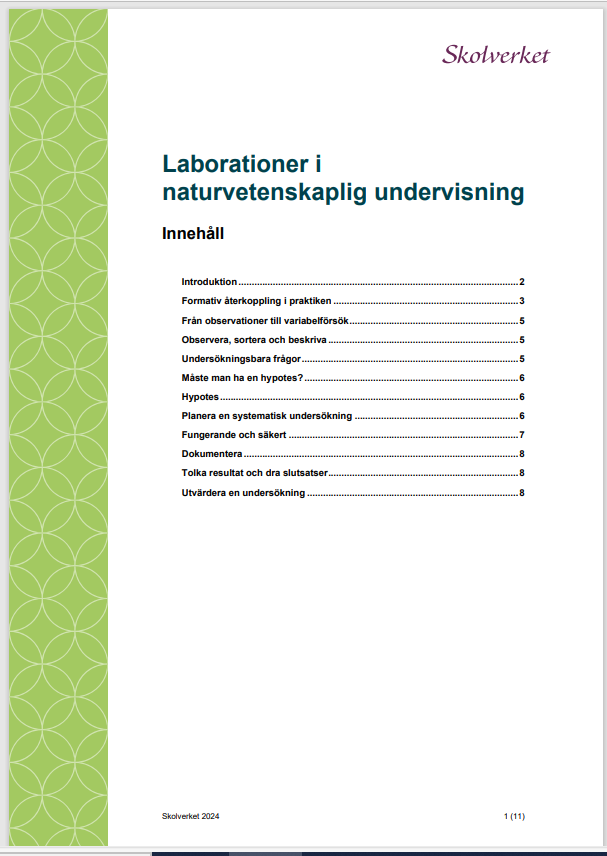 Skolverket
Laborationer i
naturvetenskaplig undervisning
Innehåll
Introduktion ........ 2
Formativ återkoppling i praktiken ........ 3
Från observationer till variabelförsök ........ 5
Observera, sortera och beskriva ........ 5
Undersökningsbara frågor ........ 5
Måste man ha en hypotes? ........ 6
Hypotes ........ 6
Planera en systematisk undersökning ........ 6
Fungerande och säkert ........ 7
Dokumentera ........ 8
Tolka resultat och dra slutsatser ........ 8
Utvärdera en undersökning ........ 8
Skolverket 2024 1 (11)